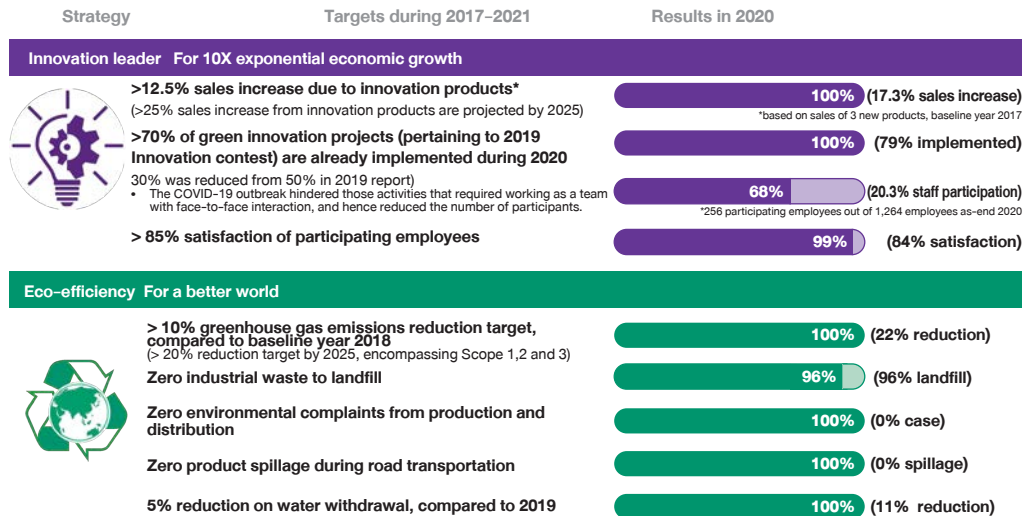 Strategy Targets during 2017–2021 Results in 2020
Innovation leader For 10X exponential economic growth
>12.5% sales increase due to innovation products*
(>25% sales increase from innovation products are projected by 2025)
100% (17.3% sales increase)
*based on sales of 3 new products, baseline year 2017
>70% of green innovation projects (pertaining to 2019
Innovation contest) are already implemented during 2020
100% (79% implemented)
30% was reduced from 50% in 2019 report)
• The COVID-19 outbreak hindered those activities that required working as a team
with face-to-face interaction, and hence reduced the number of participants.
68% (20.3% staff participation)
*256 participating employees out of 1,264 employees as-end 2020
> 85% satisfaction of participating employees
99% (84% satisfaction)
Eco-efficiency For a better world
> 10% greenhouse gas emissions reduction target,
compared to baseline year 2018
(> 20% reduction target by 2025, encompassing Scope 1,2 and 3)
100% (22% reduction)
Zero industrial waste to landfill
96% (96% landfill)
Zero environmental complaints from production and
distribution
100% (0% case)
Zero product spillage during road transportation
100% (0% spillage)
5% reduction on water withdrawal, compared to 2019
100% (11% reduction)